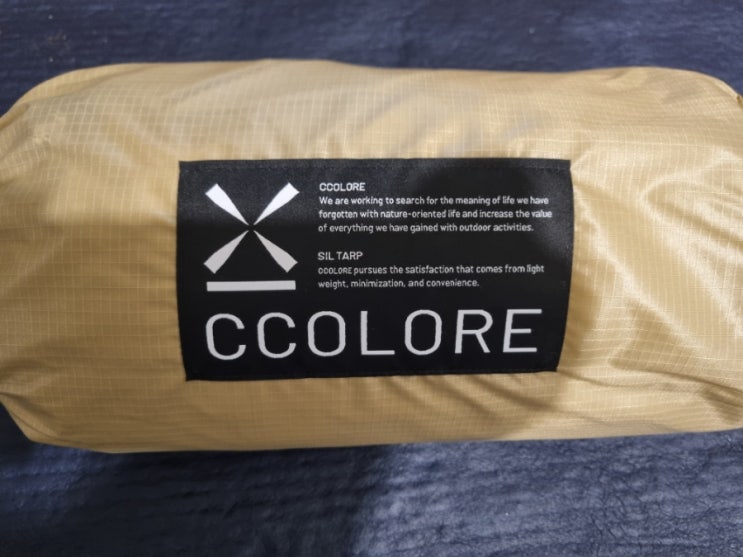 CCOLORE
We are working to search for the meaning of life we have
forgotten with nature-oriented life and increase the value
of everything we have gained with outdoor activities.
SIL TARP
CCOLORE pursues the satisfaction that comes from light
weight, minimization, and convenience.
CCOLORE